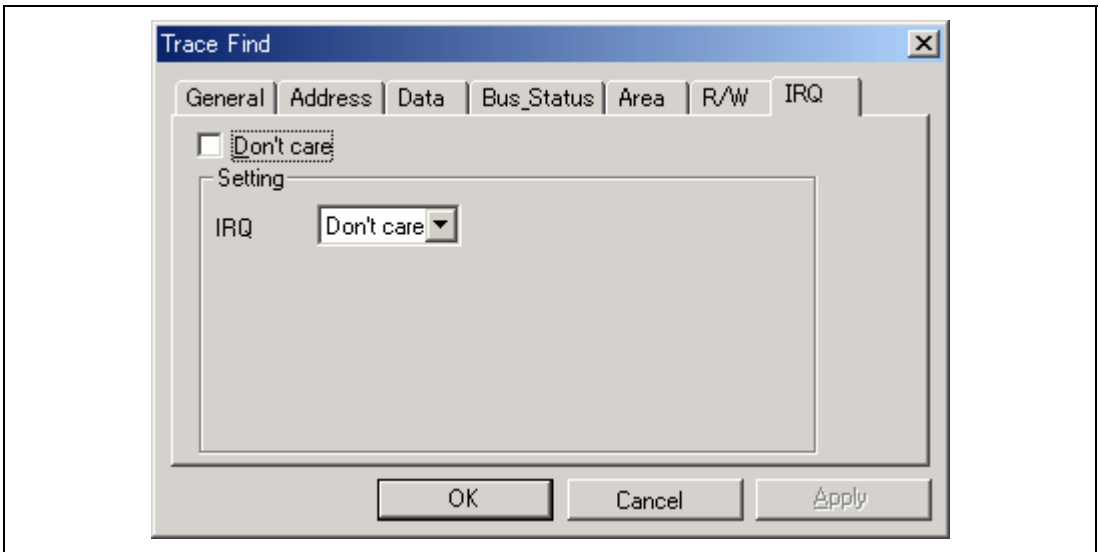 Trace Find
General Address Data Bus_Status Area R/W IRQ
Don't care
Setting
IRQ Don't care
OK Cancel Apply